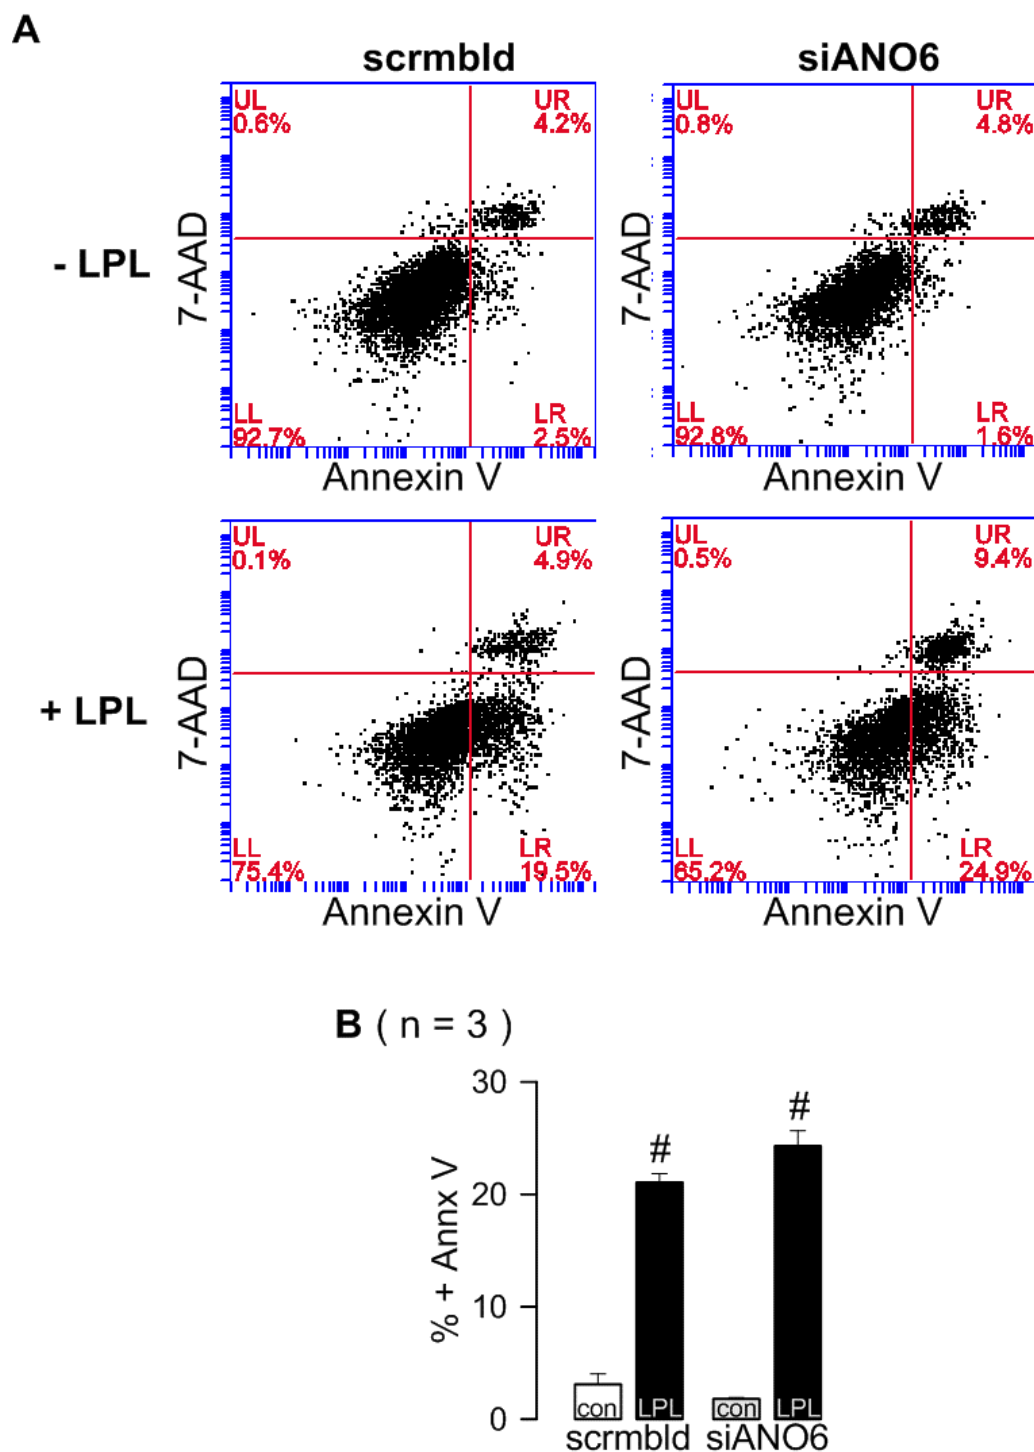 A
scrmbld siANO6
UL UR UL UR
0.6% 4.2% 0.8% 4.8%
- LPL
7-AAD 7-AAD
LL LR LL LR
92.7% 2.5% 92.8% 1.6%
Annexin V Annexin V
UL UR UL UR
0.1% 4.9% 0.5% 9.4%
+ LPL
7-AAD 7-AAD
LL LR LL LR
75.4% 19.5% 65.2% 24.9%
Annexin V Annexin V
B ( n = 3 )
% + Annx V
30
20
10
0
# #
con LPL con LPL
scrmbld siANO6